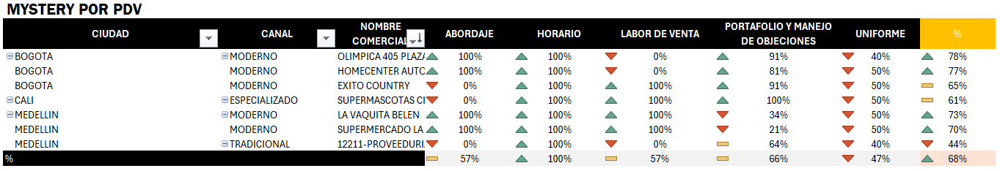 MYSTERY POR PDV
CIUDAD CANAL NOMBRE COMERCIAL ABORDAJE HORARIO LABOR DE VENTA PORTAFOLIO Y MANEJO DE OBJECIONES UNIFORME %
BOGOTA MODERNO OLIMPICA 405 PLAZA 100% 100% 0% 91% 40% 78%
BOGOTA MODERNO HOMECENTER AUTO 100% 100% 0% 81% 50% 77%
BOGOTA MODERNO EXITO COUNTRY 0% 100% 100% 91% 50% 65%
CALI ESPECIALIZADO SUPERMASCOTAS CI 0% 100% 100% 100% 50% 61%
MEDELLIN MODERNO LA VAQUITA BELEN 100% 100% 100% 34% 50% 73%
MEDELLIN MODERNO SUPERMERCADO LA 100% 100% 100% 21% 50% 70%
MEDELLIN TRADICIONAL 12211-PROVEEDURI 0% 100% 0% 64% 40% 44%
% 57% 100% 57% 66% 47% 68%